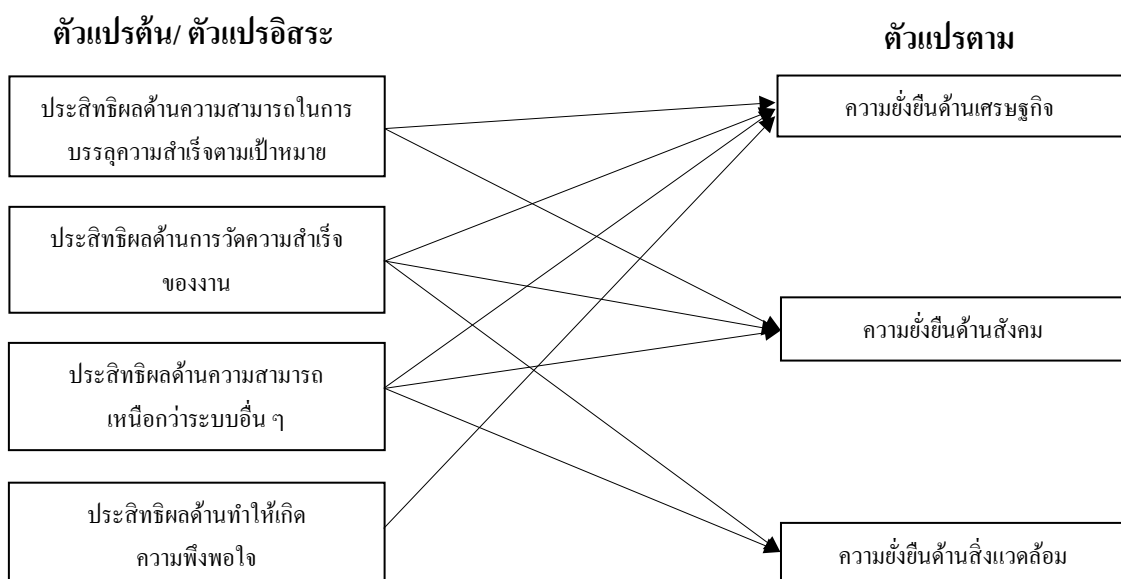 ตัวแปรต้น/ ตัวแปรอิสระ
ตัวแปรตาม
ประสิทธิผลด้านความสามารถในการ
บรรลุความสำเร็จตามเป้าหมาย
ความยั่งยืนด้านเศรษฐกิจ
ประสิทธิผลด้านการวัดความสำเร็จ
ของงาน
ความยั่งยืนด้านสังคม
ประสิทธิผลด้านความสามารถ
เหนือกว่าระบบอื่น ๆ
ประสิทธิผลด้านทำให้เกิด
ความพึงพอใจ
ความยั่งยืนด้านสิ่งแวดล้อม